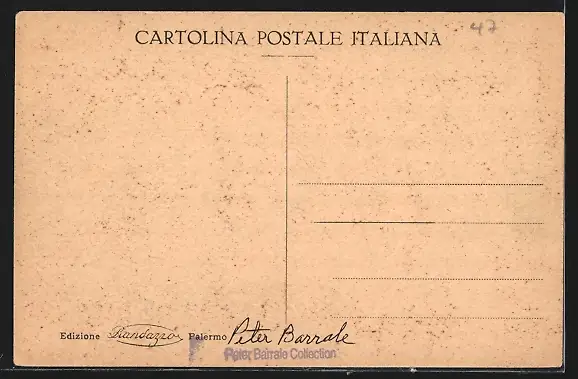 47
CARTOLINA POSTALE ITALIANA
Edizione Randazzo Palermo Peter Barrale
Peter Barrale Collection